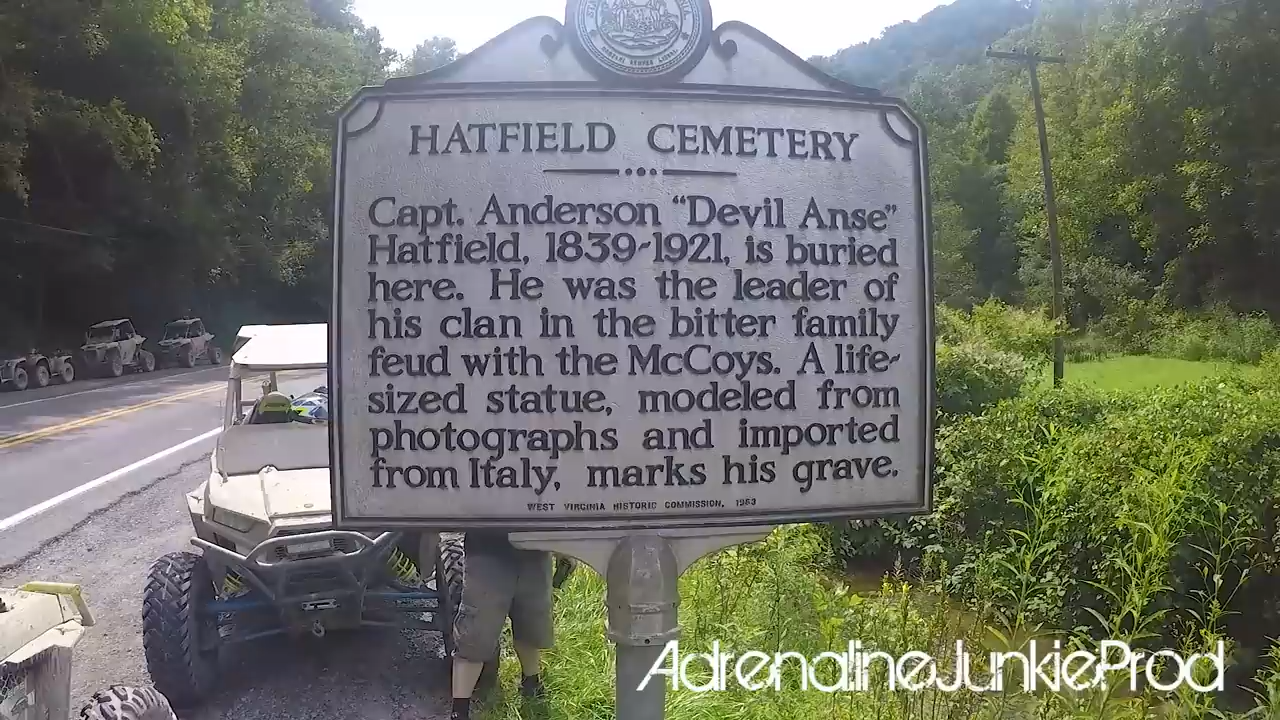 HATFIELD CEMETERY
Capt. Anderson "Devil Anse"
Hatfield, 1839-1921, is buried
here. He was the leader of
his clan in the bitter family
feud with the McCoys. A life-
sized statue, modeled from
photographs and imported
from Italy, marks his grave.
WEST VIRGINIA HISTORIC COMMISSION, 1963
AdrenalineJunkieProd